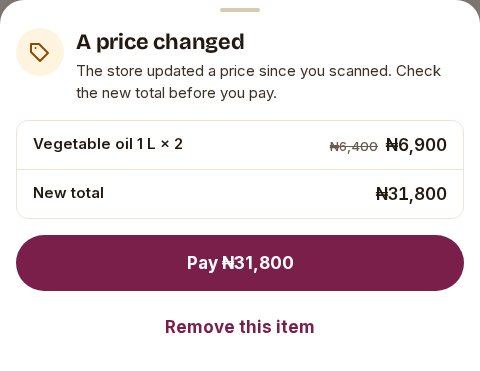 A price changed
The store updated a price since you scanned. Check
the new total before you pay.
Vegetable oil 1 L × 2 ₦6,400 ₦6,900
New total ₦31,800
Pay ₦31,800
Remove this item